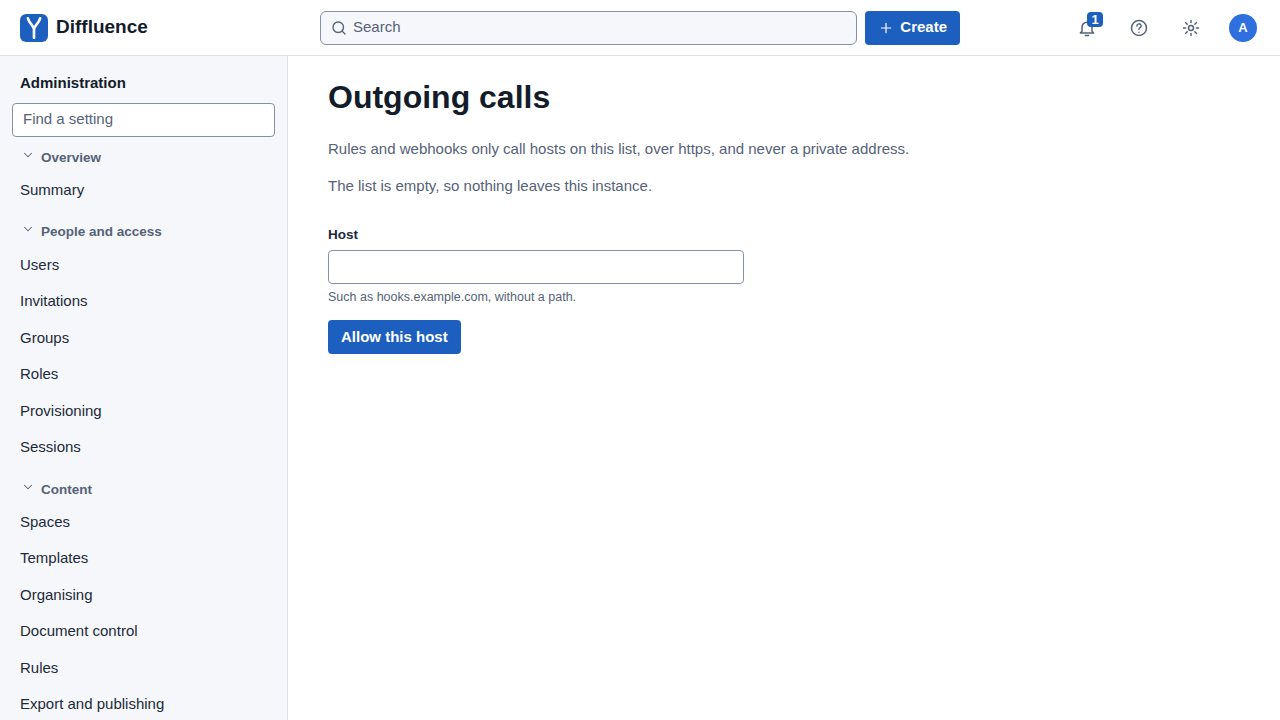 Diffluence
Search
Create
1
A
Administration
Find a setting
Overview
Summary
People and access
Users
Invitations
Groups
Roles
Provisioning
Sessions
Content
Spaces
Templates
Organising
Document control
Rules
Export and publishing
Outgoing calls
Rules and webhooks only call hosts on this list, over https, and never a private address.
The list is empty, so nothing leaves this instance.
Host
Such as hooks.example.com, without a path.
Allow this host